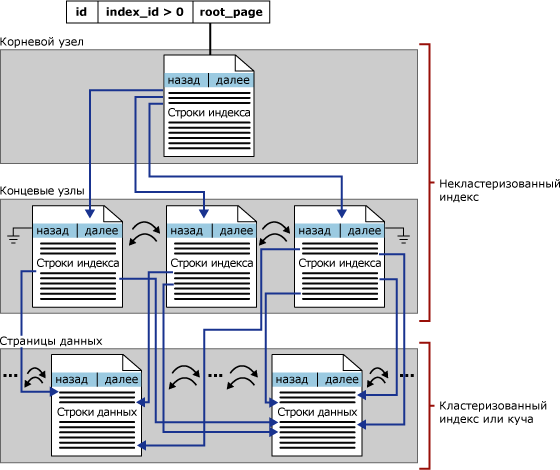 id index_id > 0 root_page
Корневой узел
назад далее
Строки индекса
Некластеризованный
индекс
Концевые узлы
назад далее назад далее назад далее
Строки индекса Строки индекса Строки индекса
Страницы данных
... назад далее ... ... назад далее ...
Строки данных Строки данных
Кластеризованный
индекс или куча